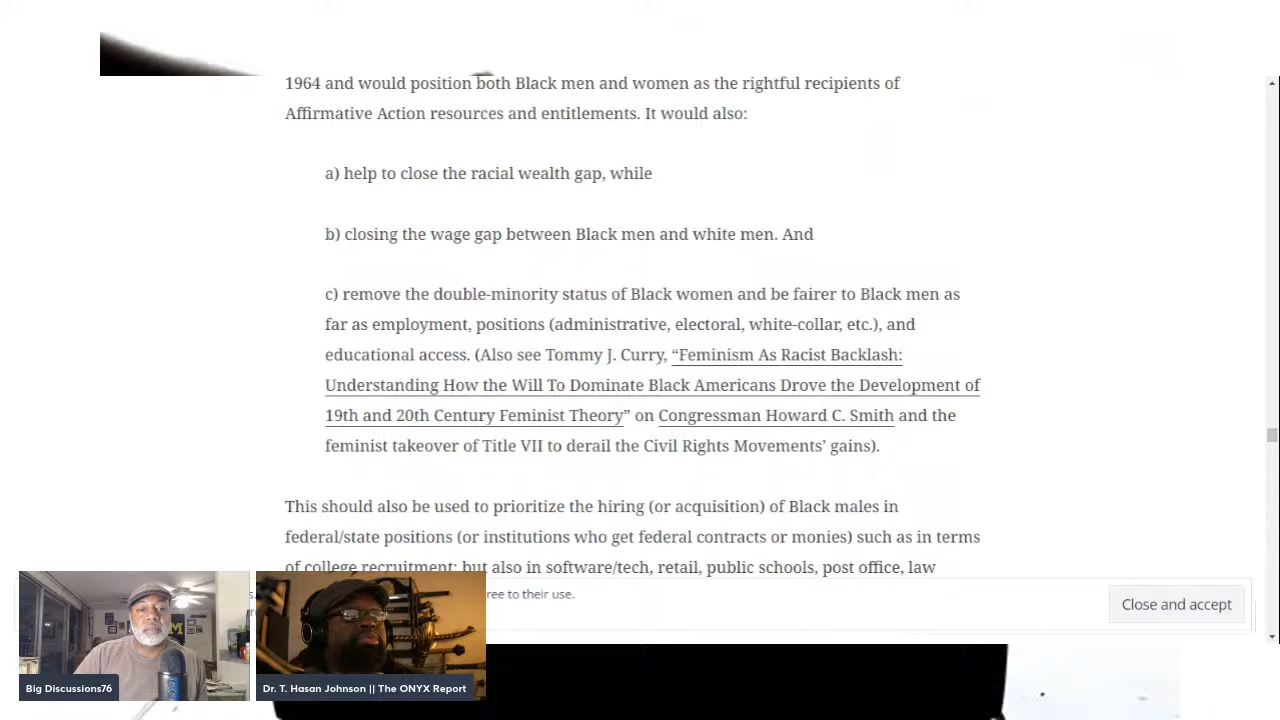 1964 and would position both Black men and women as the rightful recipients of
Affirmative Action resources and entitlements. It would also:
a) help to close the racial wealth gap, while
b) closing the wage gap between Black men and white men. And
c) remove the double-minority status of Black women and be fairer to Black men as
far as employment, positions (administrative, electoral, white-collar, etc.), and
educational access. (Also see Tommy J. Curry, “Feminism As Racist Backlash:
Understanding How the Will To Dominate Black Americans Drove the Development of
19th and 20th Century Feminist Theory” on Congressman Howard C. Smith and the
feminist takeover of Title VII to derail the Civil Rights Movements’ gains).
This should also be used to prioritize the hiring (or acquisition) of Black males in
federal/state positions (or institutions who get federal contracts or monies) such as in terms
of college recruitment; but also in software/tech, retail, public schools, post office, law
ree to their use.
Close and accept
Big Discussions76
Dr. T. Hasan Johnson || The ONYX Report